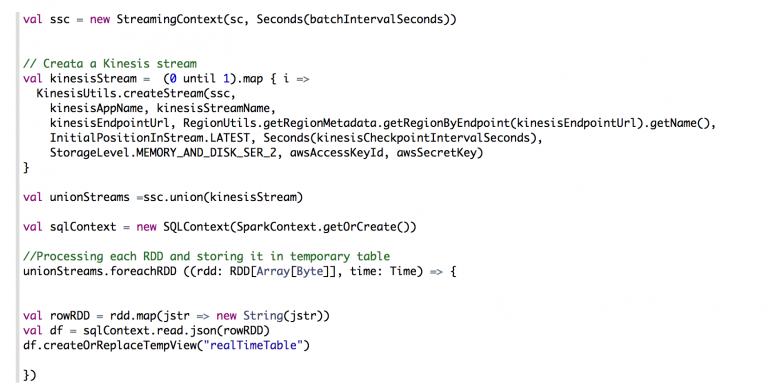 val ssc = new StreamingContext(sc, Seconds(batchIntervalSeconds))
// Creata a Kinesis stream
val kinesisStream =  (0 until 1).map { i =>
  KinesisUtils.createStream(ssc,
    kinesisAppName, kinesisStreamName,
    kinesisEndpointUrl, RegionUtils.getRegionMetadata.getRegionByEndpoint(kinesisEndpointUrl).getName(),
    InitialPositionInStream.LATEST, Seconds(kinesisCheckpointIntervalSeconds),
    StorageLevel.MEMORY_AND_DISK_SER_2, awsAccessKeyId, awsSecretKey)
}
val unionStreams =ssc.union(kinesisStream)
val sqlContext = new SQLContext(SparkContext.getOrCreate())
//Processing each RDD and storing it in temporary table
unionStreams.foreachRDD ((rdd: RDD[Array[Byte]], time: Time) => {
val rowRDD = rdd.map(jstr => new String(jstr))
val df = sqlContext.read.json(rowRDD)
df.createOrReplaceTempView("realTimeTable")
})